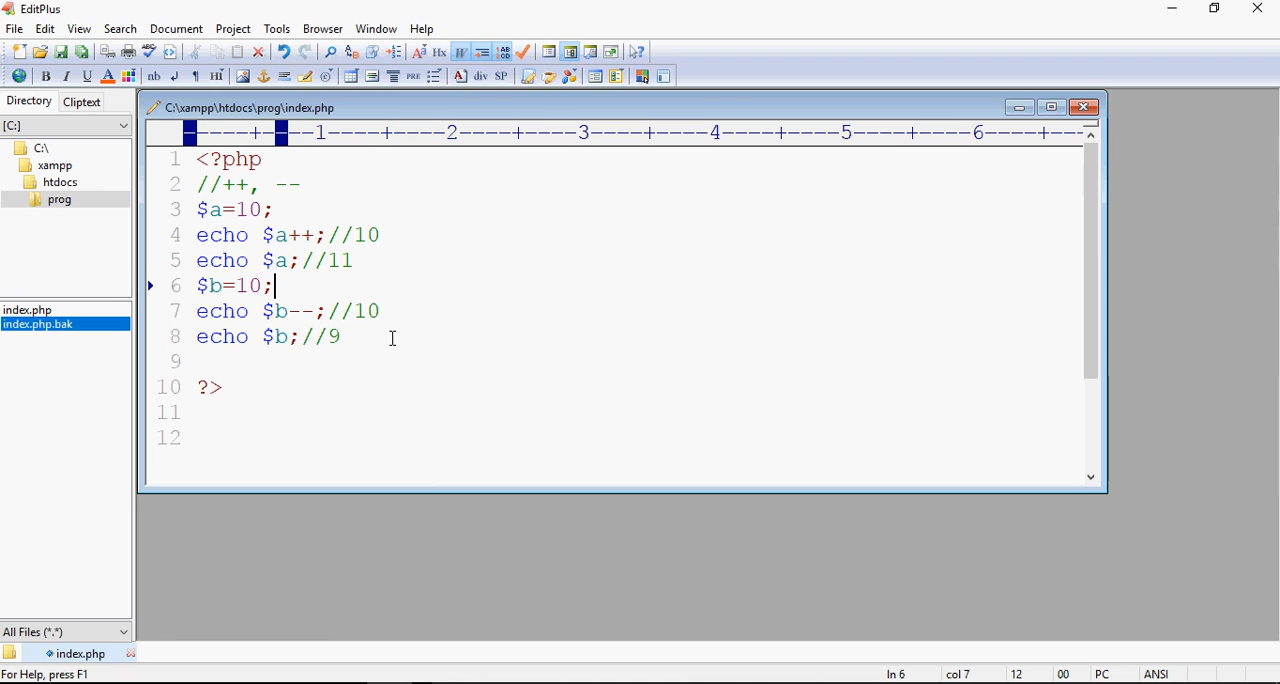 EditPlus
File Edit View Search Document Project Tools Browser Window Help
Directory Cliptext
[C:]
C:\
xampp
htdocs
prog
index.php
index.php.bak
All Files (*.*)
C:\xampp\htdocs\prog\index.php
1 <?php
2 //++, --
3 $a=10;
4 echo $a++;//10
5 echo $a;//11
6 $b=10;
7 echo $b--;//10
8 echo $b;//9
9
10 ?>
11
12
index.php
For Help, press F1 ln 6 col 7 12 00 PC ANSI